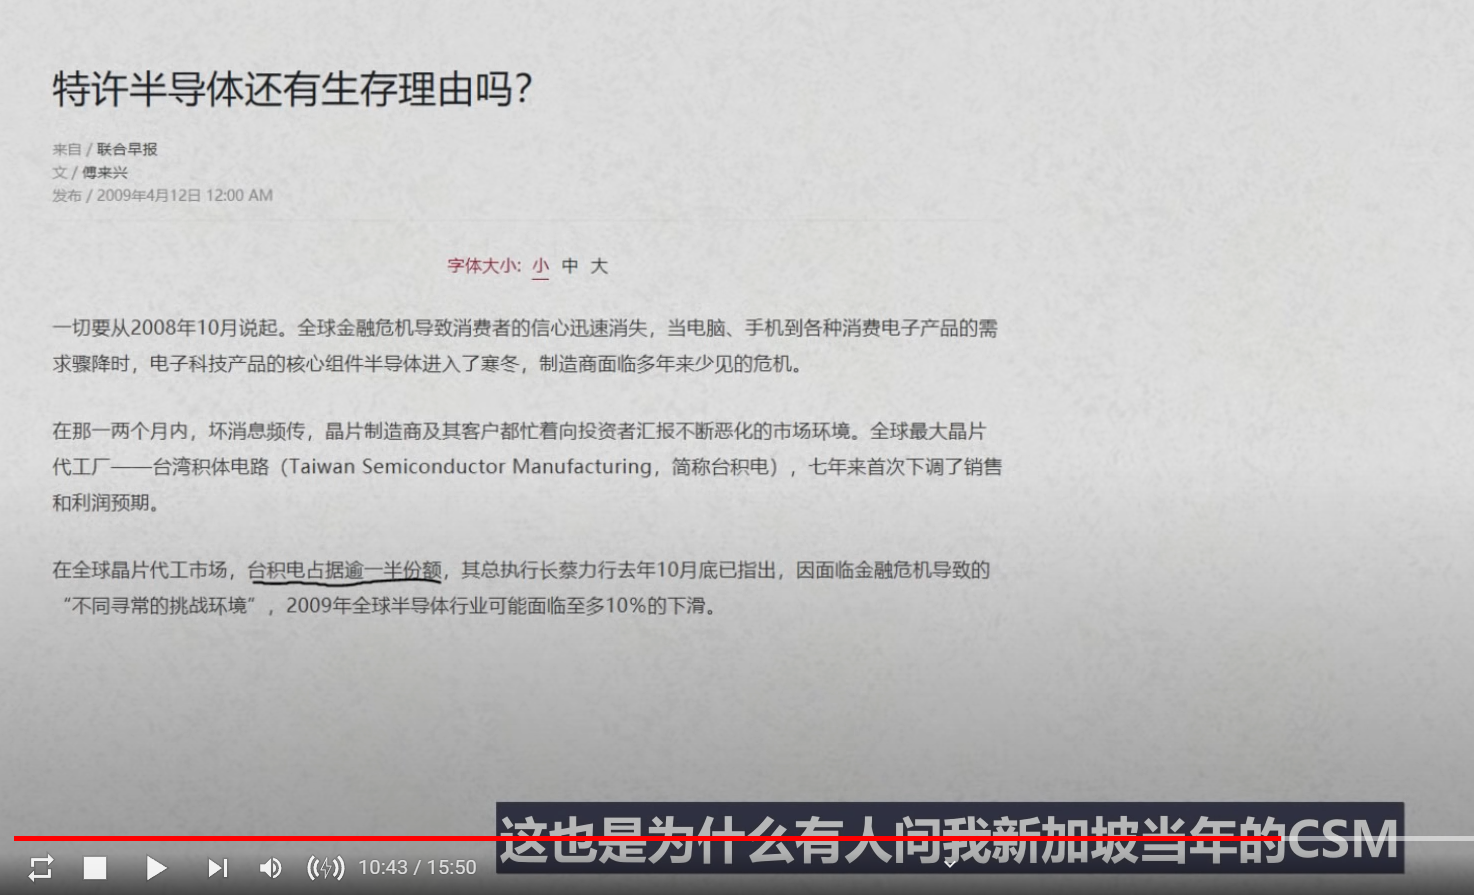 特许半导体还有生存理由吗？
来自 / 联合早报
文 / 傅来兴
发布 / 2009年4月12日 12:00 AM
字体大小: 小 中 大
一切要从2008年10月说起。全球金融危机导致消费者的信心迅速消失，当电脑、手机到各种消费电子产品的需
求骤降时，电子科技产品的核心组件半导体进入了寒冬，制造商面临多年来少见的危机。
在那一两个月内，坏消息频传，晶片制造商及其客户都忙着向投资者汇报不断恶化的市场环境。全球最大晶片
代工厂——台湾积体电路（Taiwan Semiconductor Manufacturing，简称台积电），七年来首次下调了销售
和利润预期。
在全球晶片代工市场，台积电占据逾一半份额，其总执行长蔡力行去年10月底已指出，因面临金融危机导致的
“不同寻常的挑战环境”，2009年全球半导体行业可能面临至多10%的下滑。
这也是为什么有人问我新加坡当年的CSM
10:43 / 15:50